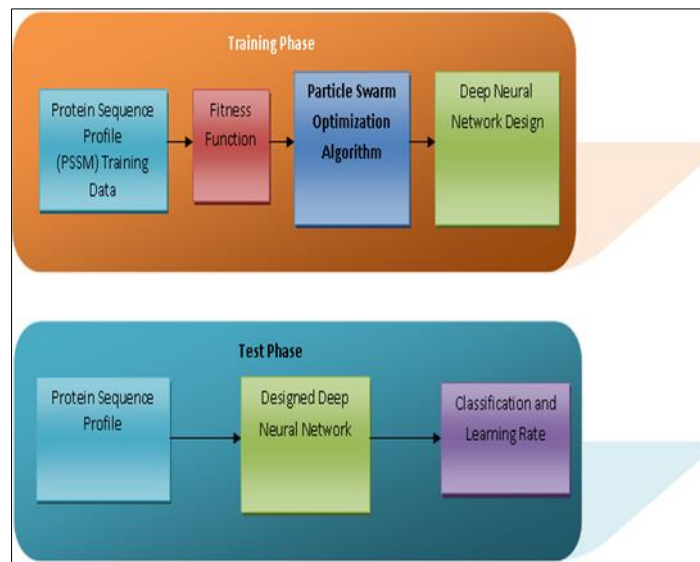 Training Phase
Protein Sequence
Profile
(PSSM) Training
Data
Fitness
Function
Particle Swarm
Optimization
Algorithm
Deep Neural
Network Design
Test Phase
Protein Sequence
Profile
Designed Deep
Neural Network
Classification and
Learning Rate